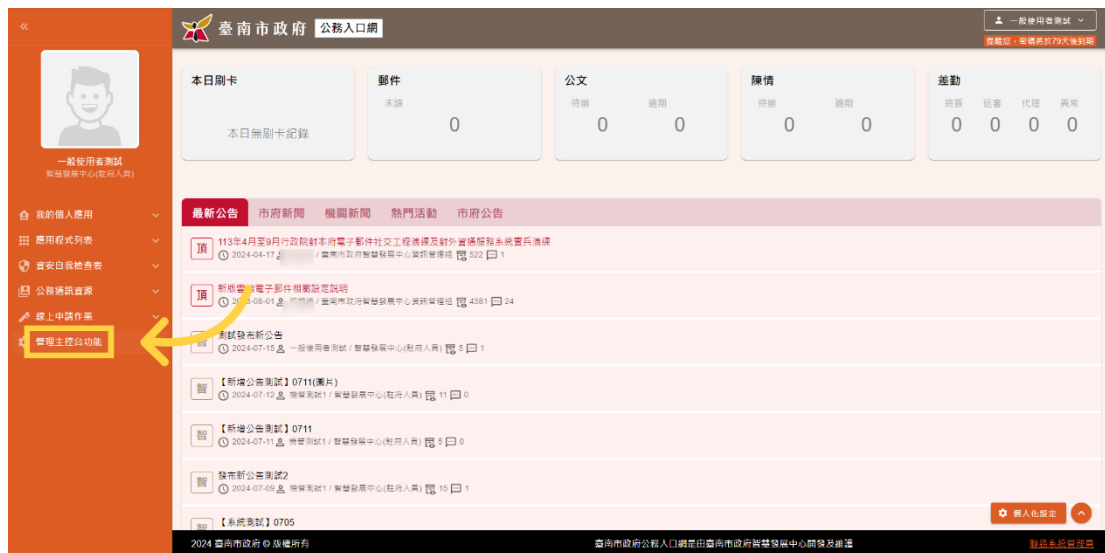 «
臺南市政府 公務入口網
一般使用者測試
提醒您，密碼將於79天後到期
一般使用者測試
智慧發展中心(駐府人員)
我的個人應用
應用程式列表
資安自我檢查表
公務通訊資源
線上申請作業
管理主控台功能
本日刷卡
本日無刷卡紀錄
郵件
未讀
0
公文
待辦 逾期
0 0
陳情
待辦 逾期
0 0
差勤
待簽 送審 代理 異常
0 0 0 0
最新公告 市府新聞 機關新聞 熱門活動 市府公告
頂 113年4月至9月行政院對本府電子郵件社交工程演練及對外資通服務系統實兵演練
2024-04-17 / 臺南市政府智慧發展中心資訊管理組 522 1
頂 新版雲端電子郵件相關設定說明
2023-08-01 / 臺南市政府智慧發展中心資訊管理組 4381 24
智 測試發布新公告
2024-07-15 一般使用者測試 / 智慧發展中心(駐府人員) 5 1
智 【新增公告測試】0711(圖片)
2024-07-12 機管測試1 / 智慧發展中心(駐府人員) 11 0
智 【新增公告測試】0711
2024-07-11 機管測試1 / 智慧發展中心(駐府人員) 5 0
智 發布新公告測試2
2024-07-09 機管測試1 / 智慧發展中心(駐府人員) 15 1
智 【系統測試】0705
個人化設定
2024 臺南市政府 © 版權所有
臺南市政府公務人口網是由臺南市政府智慧發展中心開發及維護
聯絡系統管理員